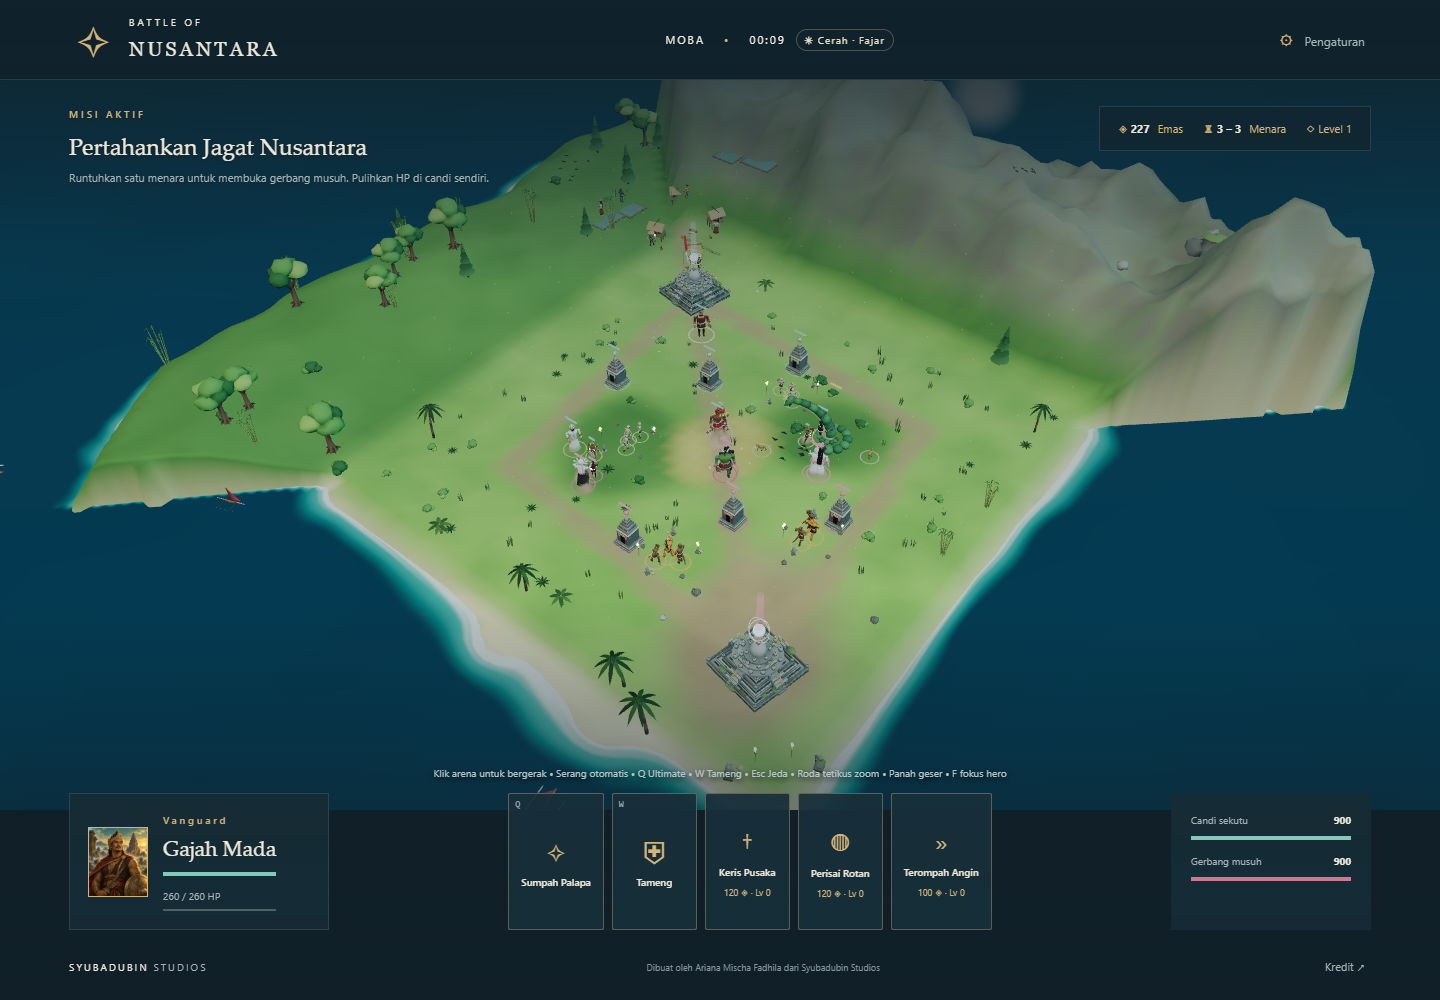 BATTLE OF
NUSANTARA
MOBA • 00:09 Cerah · Fajar
Pengaturan
MISI AKTIF
Pertahankan Jagat Nusantara
Runtuhkan satu menara untuk membuka gerbang musuh. Pulihkan HP di candi sendiri.
227 Emas 3 – 3 Menara Level 1
Klik arena untuk bergerak • Serang otomatis • Q Ultimate • W Tameng • Esc Jeda • Roda tetikus zoom • Panah geser • F fokus hero
Vanguard
Gajah Mada
260 / 260 HP
Q
Sumpah Palapa
W
Tameng
Keris Pusaka
120 ◈ · Lv 0
Perisai Rotan
120 ◈ · Lv 0
Terompah Angin
100 ◈ · Lv 0
Candi sekutu 900
Gerbang musuh 900
SYUBADUBIN STUDIOS
Dibuat oleh Ariana Mischa Fadhila dari Syubadubin Studios
Kredit ↗